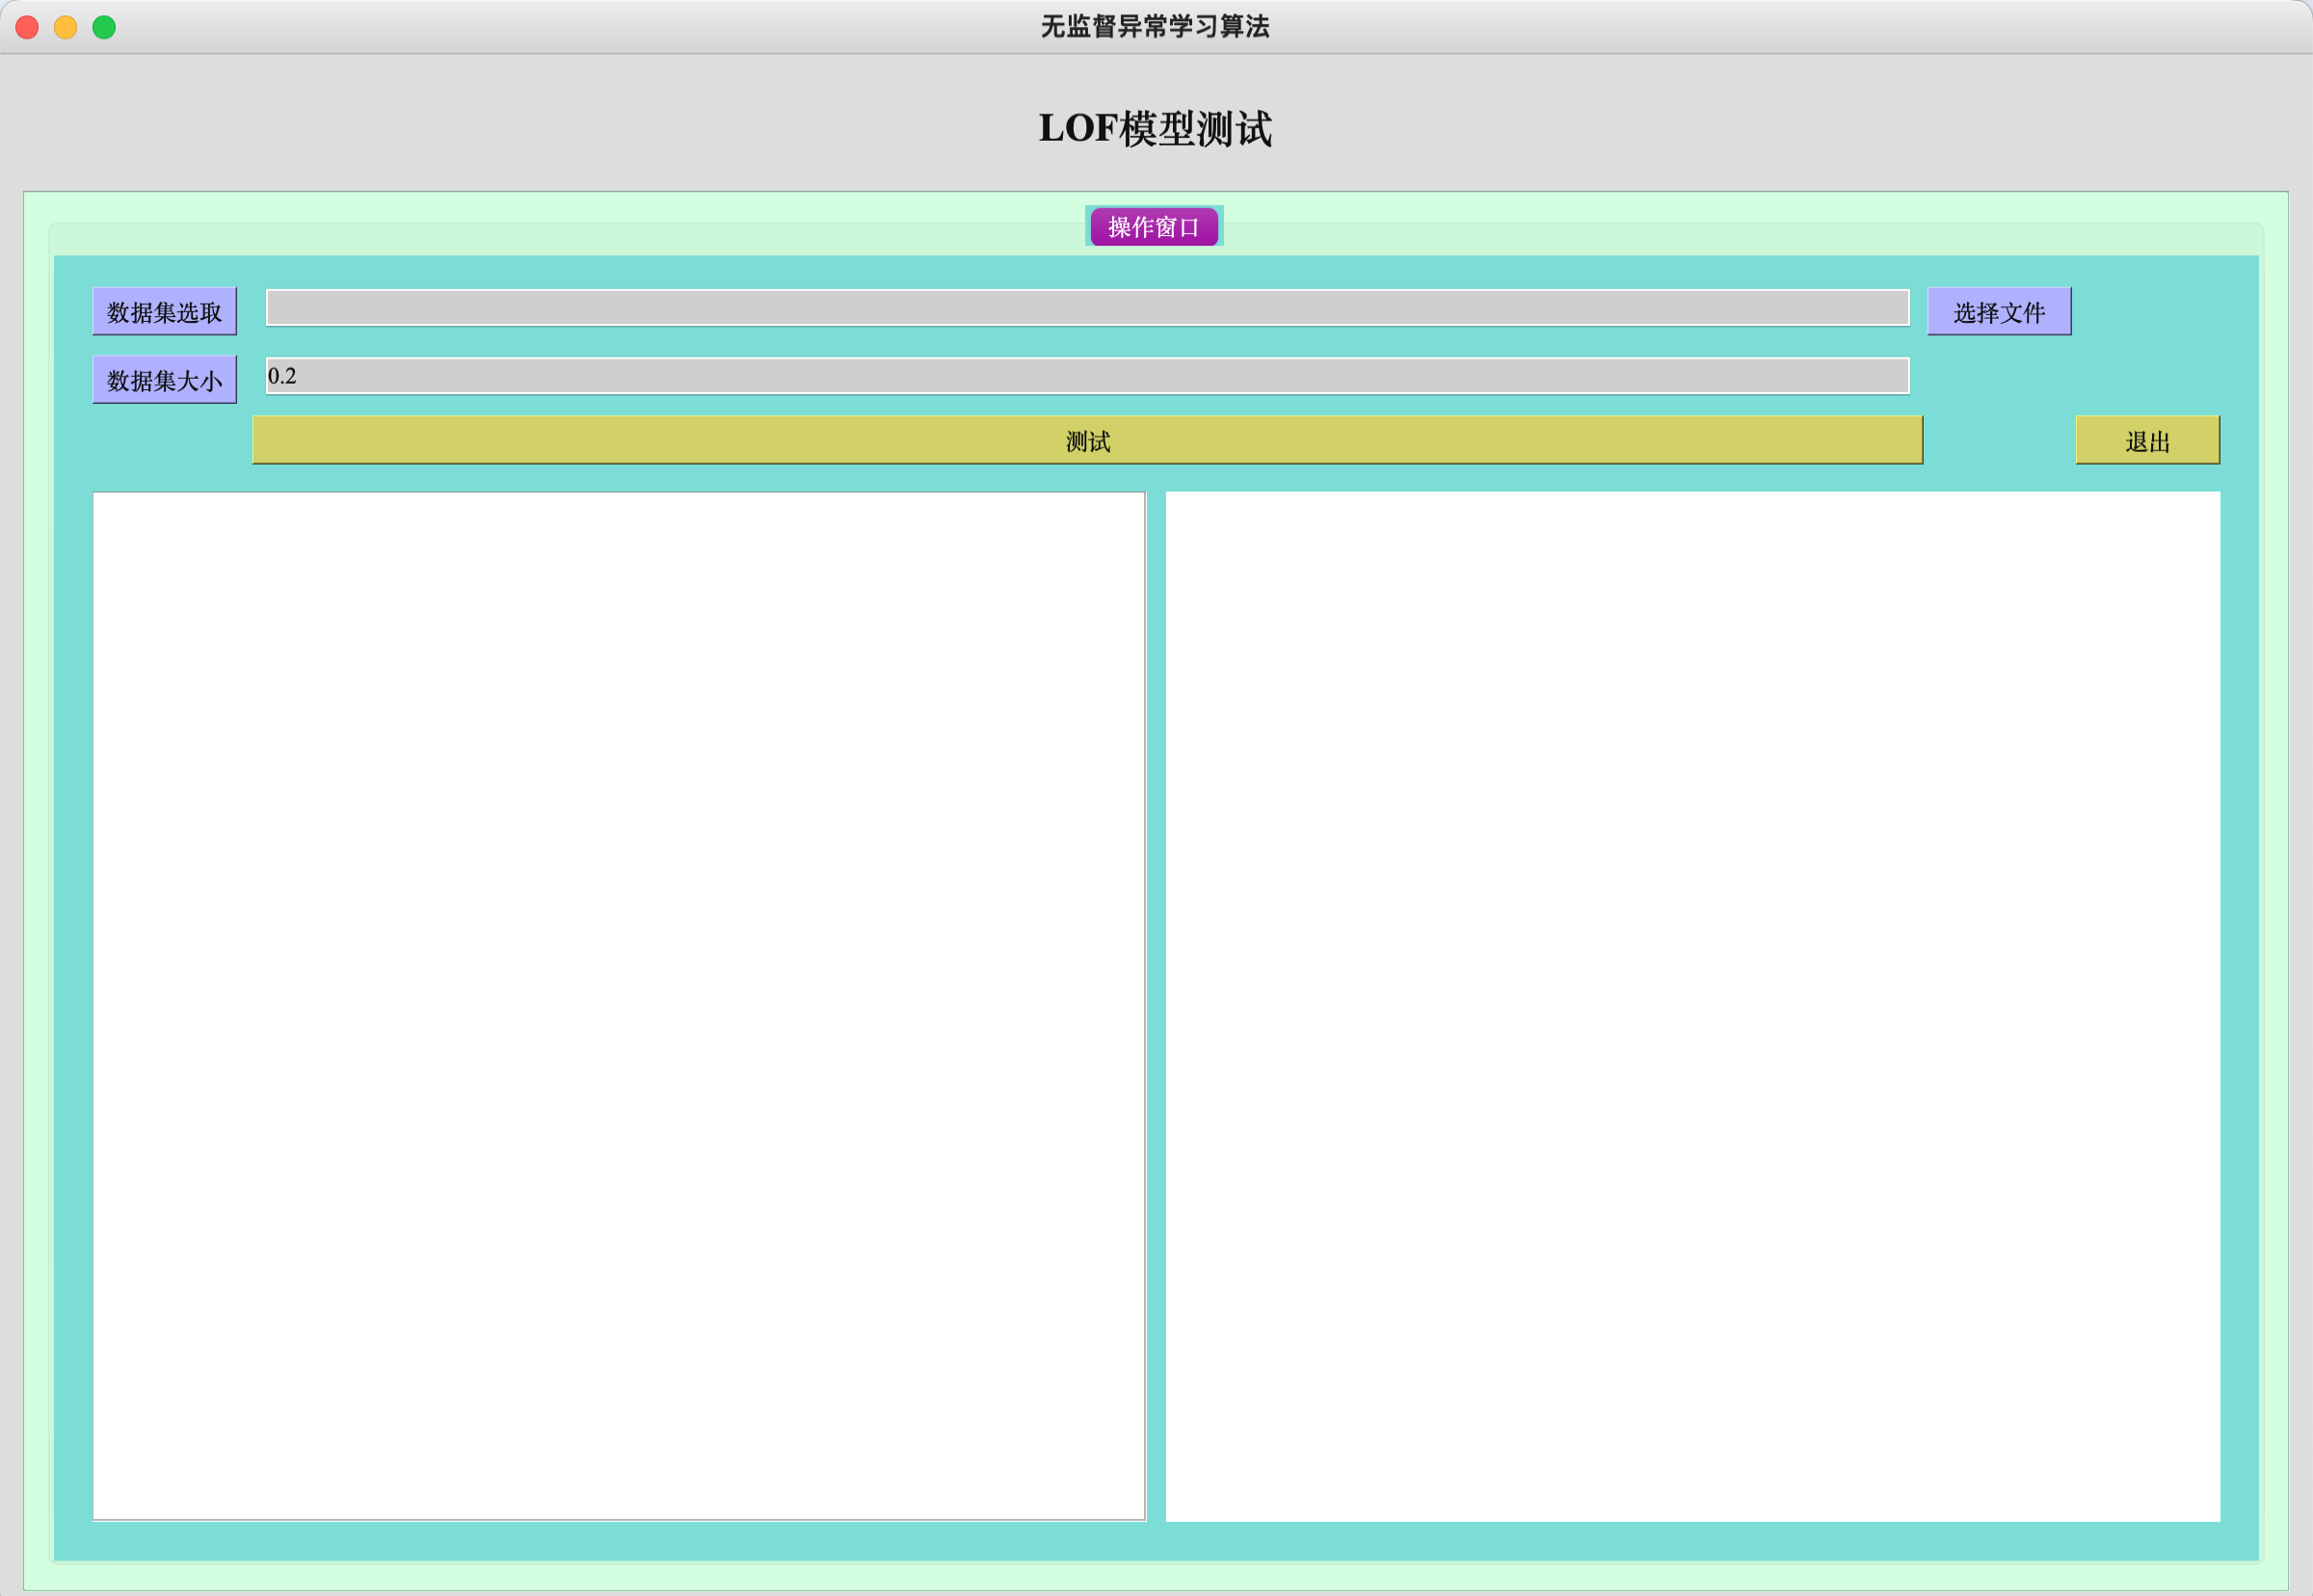 无监督异常学习算法
LOF模型测试
操作窗口
数据集选取
选择文件
数据集大小
0.2
测试
退出